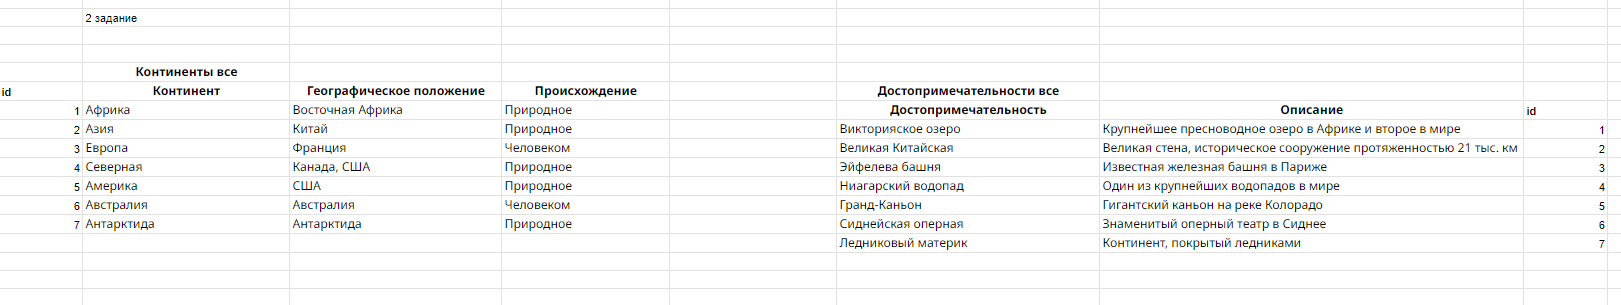 2 задание
Континенты все Достопримечательности все
id Континент Географическое положение Происхождение Достопримечательность Описание id
1 Африка Восточная Африка Природное Викторияское озеро Крупнейшее пресноводное озеро в Африке и второе в мире 1
2 Азия Китай Природное Великая Китайская Великая стена, историческое сооружение протяженностью 21 тыс. км 2
3 Европа Франция Человеком Эйфелева башня Известная железная башня в Париже 3
4 Северная Канада, США Природное Ниагарский водопад Один из крупнейших водопадов в мире 4
5 Америка США Природное Гранд-Каньон Гигантский каньон на реке Колорадо 5
6 Австралия Австралия Человеком Сиднейская оперная Знаменитый оперный театр в Сиднее 6
7 Антарктида Антарктида Природное Ледниковый материк Континент, покрытый ледниками 7